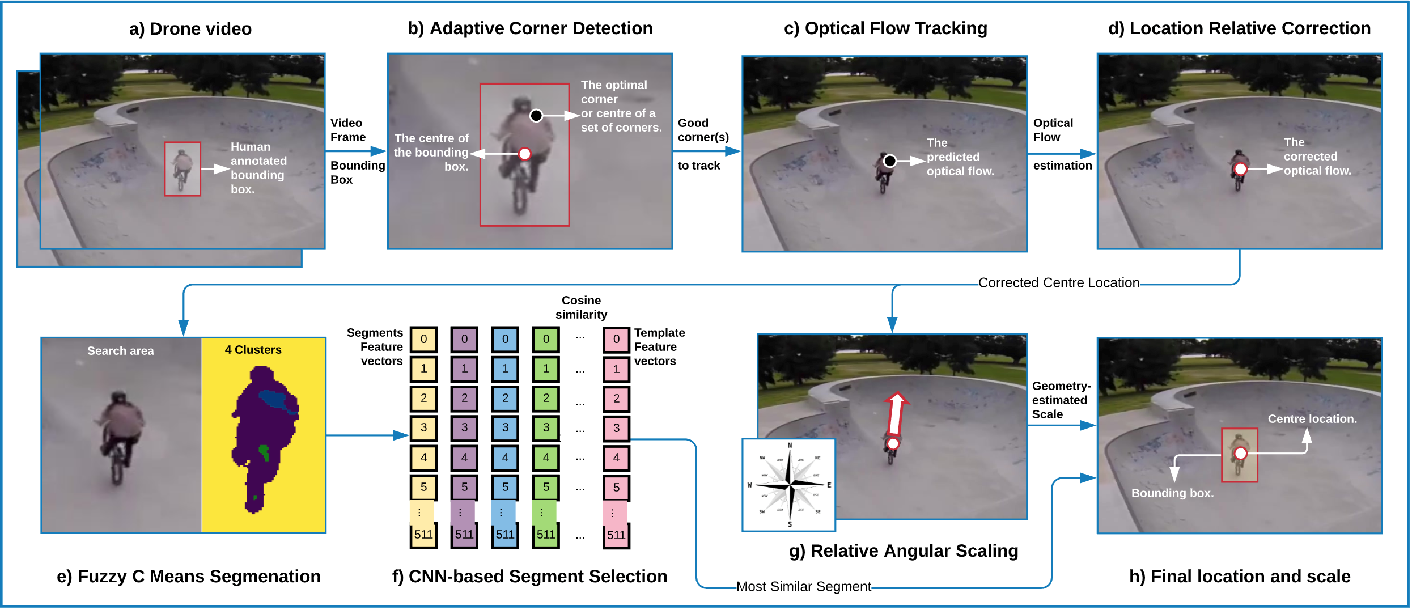 a) Drone video
b) Adaptive Corner Detection
c) Optical Flow Tracking
d) Location Relative Correction
Human
annotated
bounding
box.
Video
Frame
Bounding
Box
The optimal
corner
or centre of a
set of corners.
The centre of
the bounding
box.
Good
corner(s)
to track
The
predicted
optical flow.
Optical
Flow
estimation
The
corrected
optical flow.
Corrected Centre Location
Search area
4 Clusters
Segments
Feature
vectors
Cosine
similarity
Template
Feature
vectors
0 0 0 0 ... 0
1 1 1 1 ... 1
2 2 2 2 ... 2
3 3 3 3 ... 3
4 4 4 4 ... 4
5 5 5 5 ... 5
⋮ ⋮ ⋮ ⋮ ... ⋮
511 511 511 511 ... 511
N
W E
S
Geometry-
estimated
Scale
Centre location.
Bounding box.
g) Relative Angular Scaling
e) Fuzzy C Means Segmenation
f) CNN-based Segment Selection
Most Similar Segment
h) Final location and scale